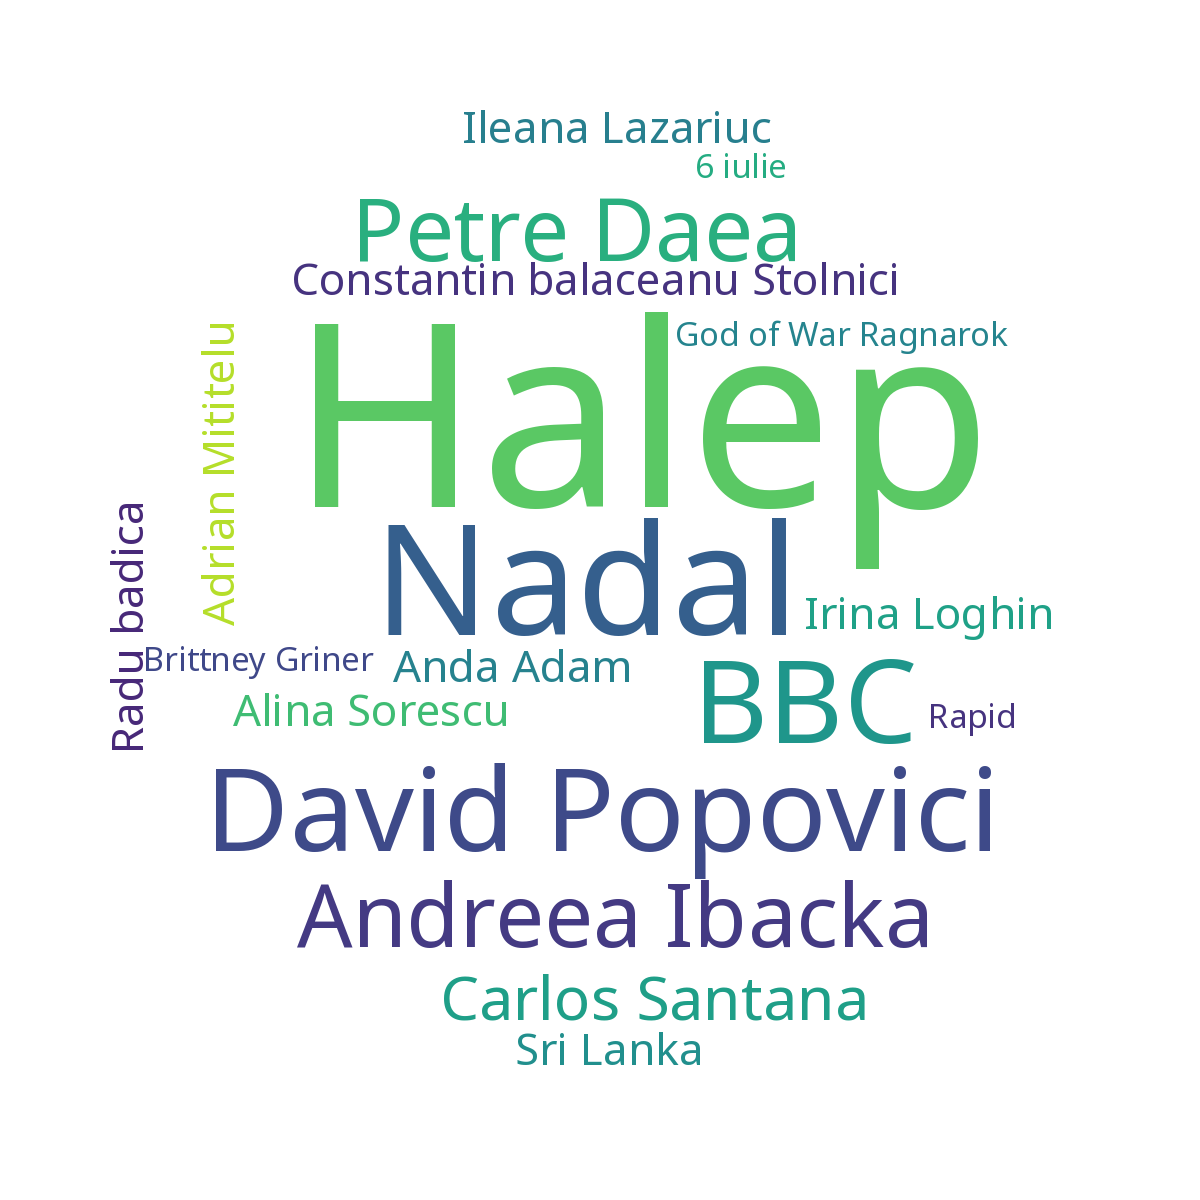 Ileana Lazariuc
6 iulie
Petre Daea
Constantin balaceanu Stolnici
God of War Ragnarok
Halep
Adrian Mititelu
Nadal
Radu badica
Irina Loghin
Brittney Griner
Anda Adam
BBC
Alina Sorescu
Rapid
David Popovici
Andreea Ibacka
Carlos Santana
Sri Lanka